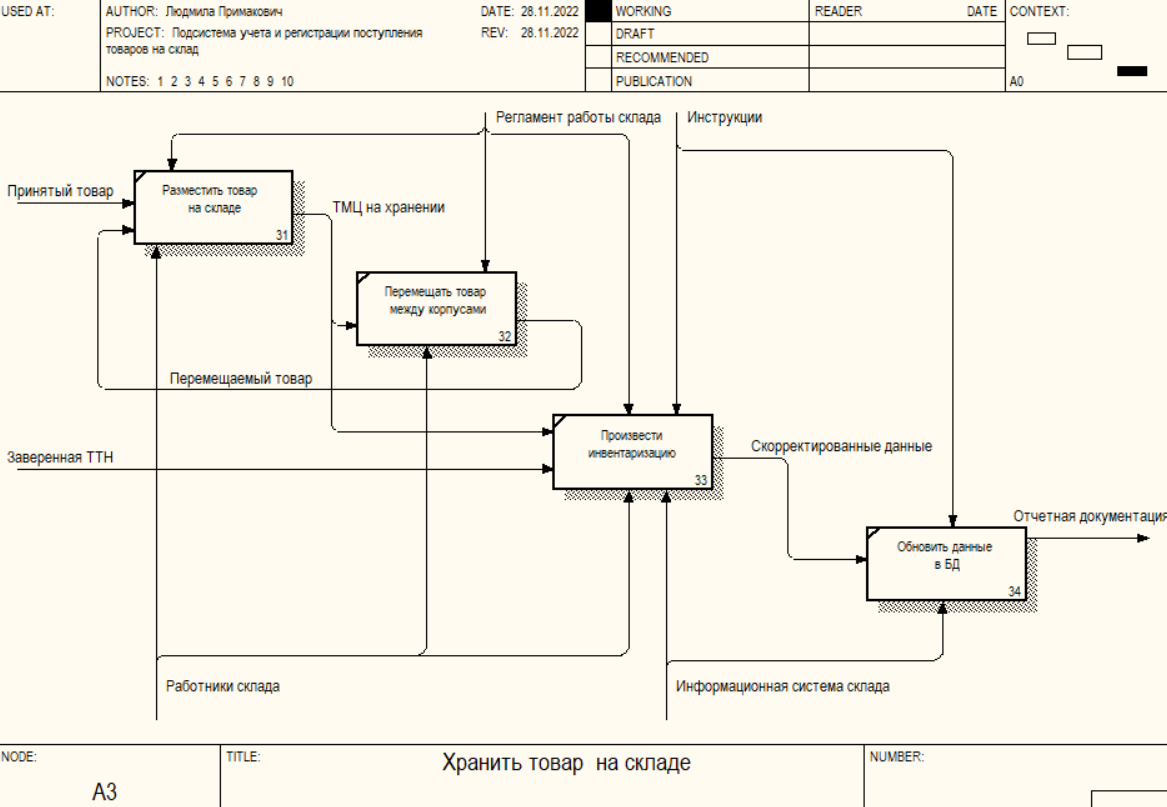 USED AT:
AUTHOR: Людмила Примакович
DATE: 28.11.2022
WORKING
READER
DATE
CONTEXT:
PROJECT: Подсистема учета и регистрации поступления
товаров на склад
REV: 28.11.2022
DRAFT
RECOMMENDED
NOTES: 1 2 3 4 5 6 7 8 9 10
PUBLICATION
A0
Регламент работы склада
Инструкции
Принятый товар
Разместить товар
на складе
31
ТМЦ на хранении
Перемещать товар
между корпусами
32
Перемещаемый товар
Произвести
инвентаризацию
33
Заверенная ТТН
Скорректированные данные
Отчетная документация
Обновить данные
в БД
34
Работники склада
Информационная система склада
NODE:
TITLE:
Хранить товар на складе
NUMBER:
A3